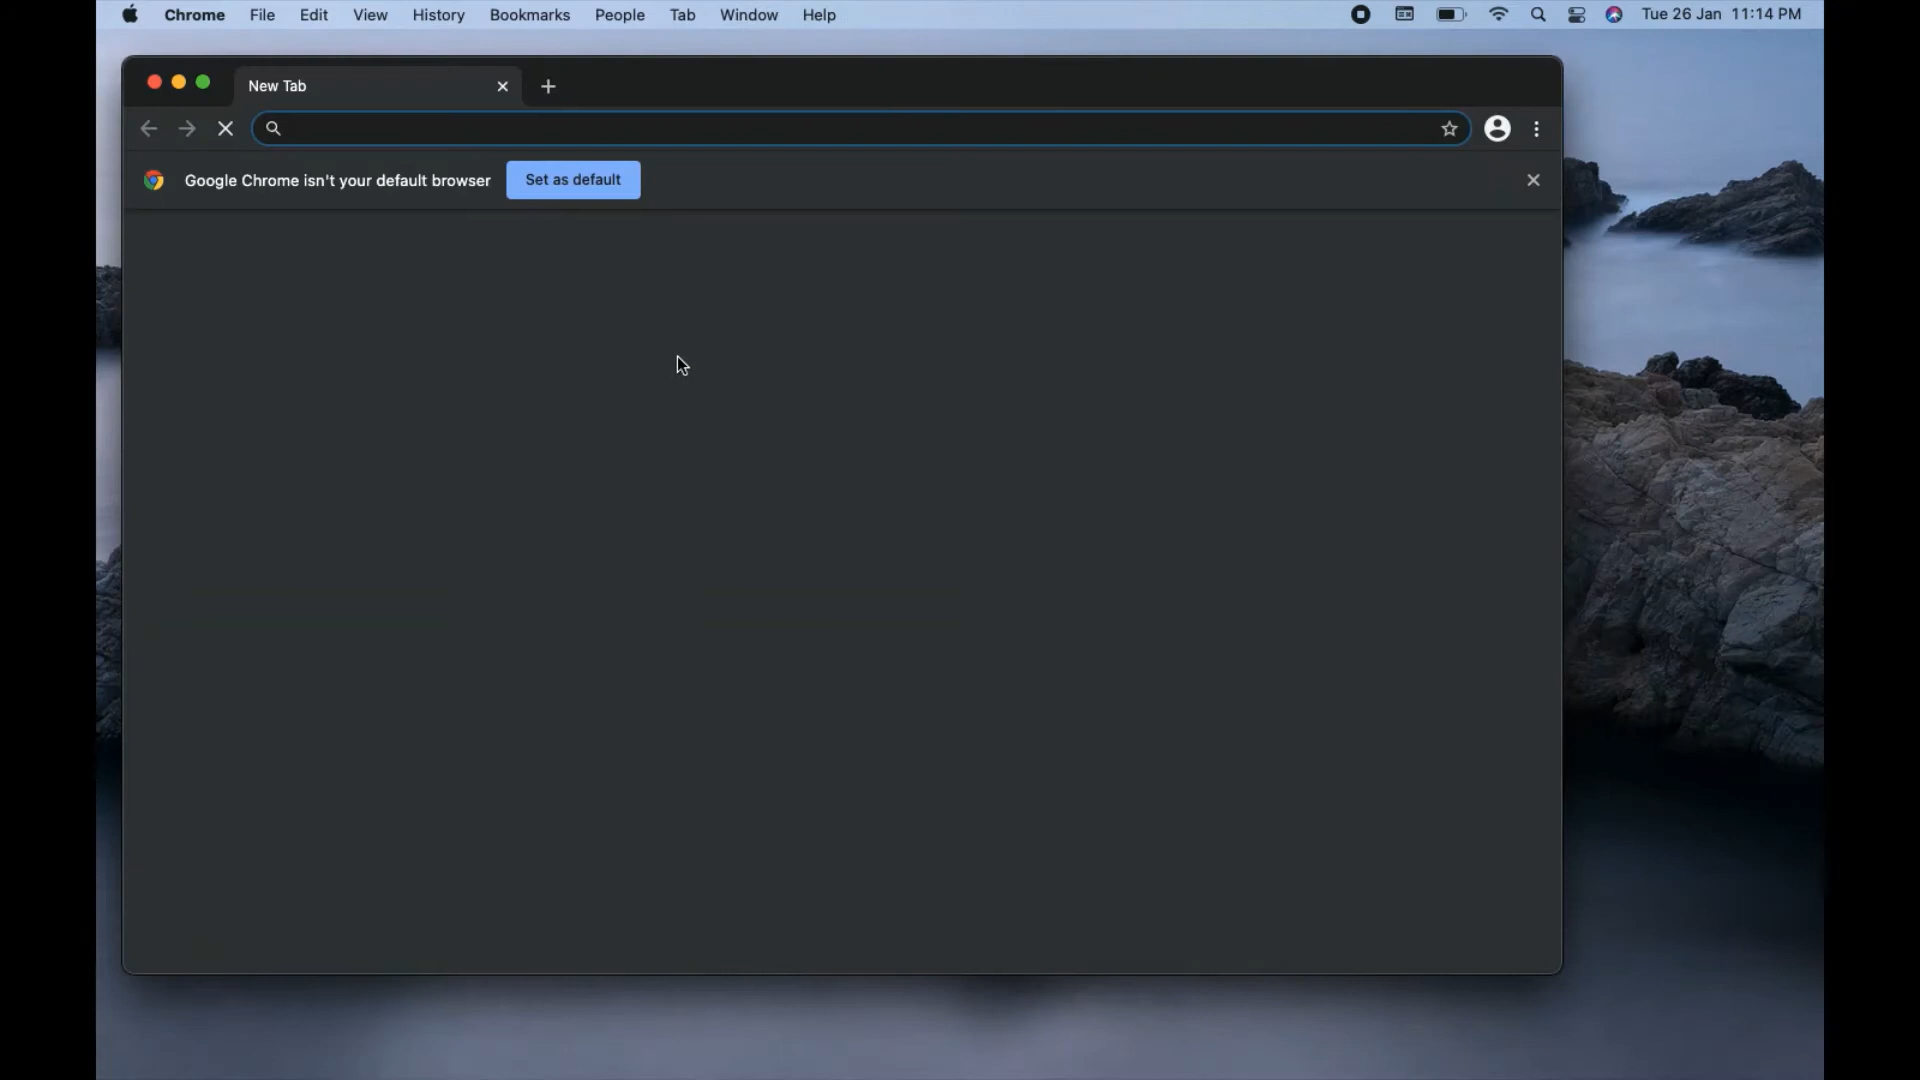 Chrome File Edit View History Bookmarks People Tab Window Help Tue 26 Jan 11:14 PM
New Tab
Google Chrome isn't your default browser Set as default